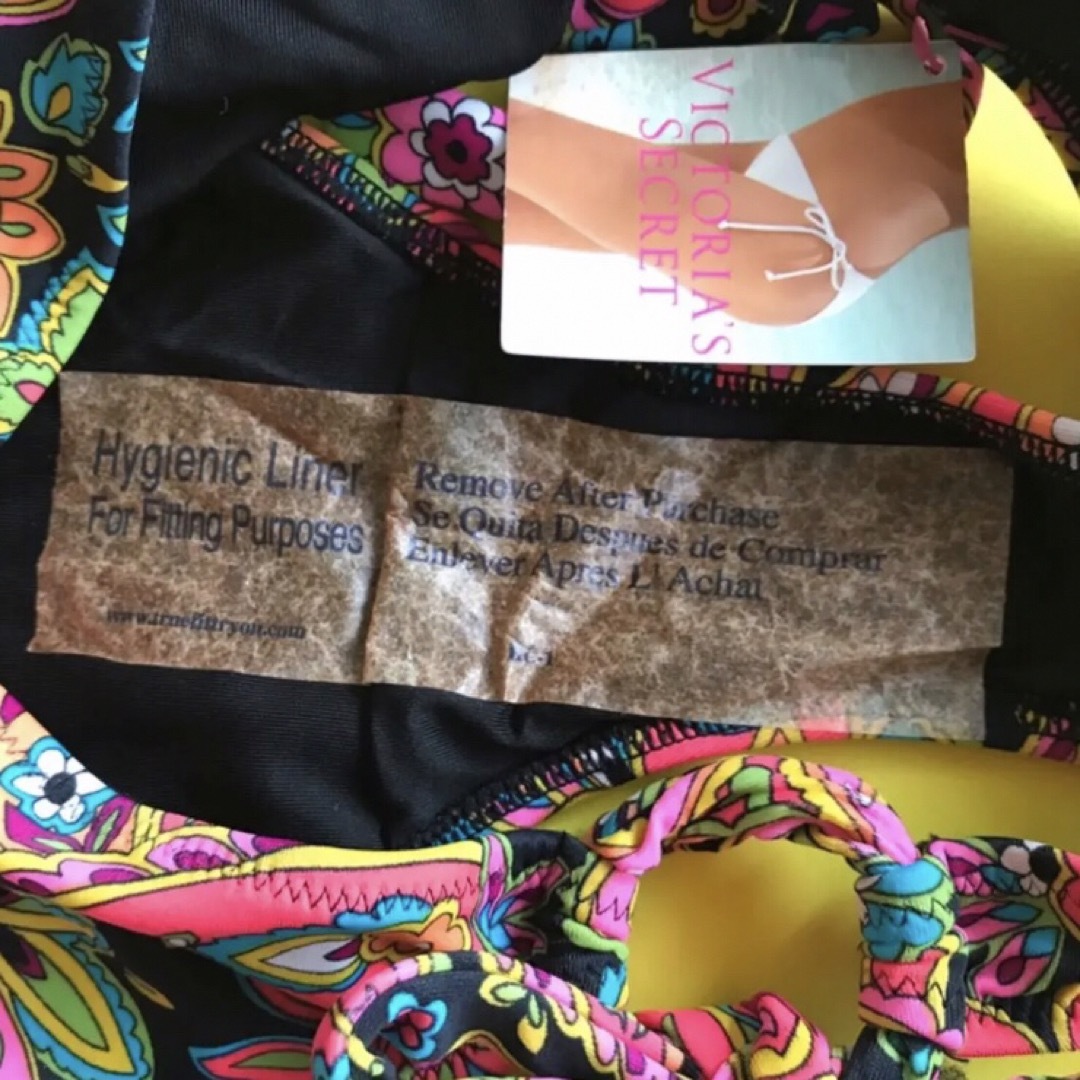 VICTORIA'S
SECRET
Hygienic Liner
For Fitting Purposes
Remove After Purchase
Se Quita Despues de Comprar
Enlever Apres L' Achat